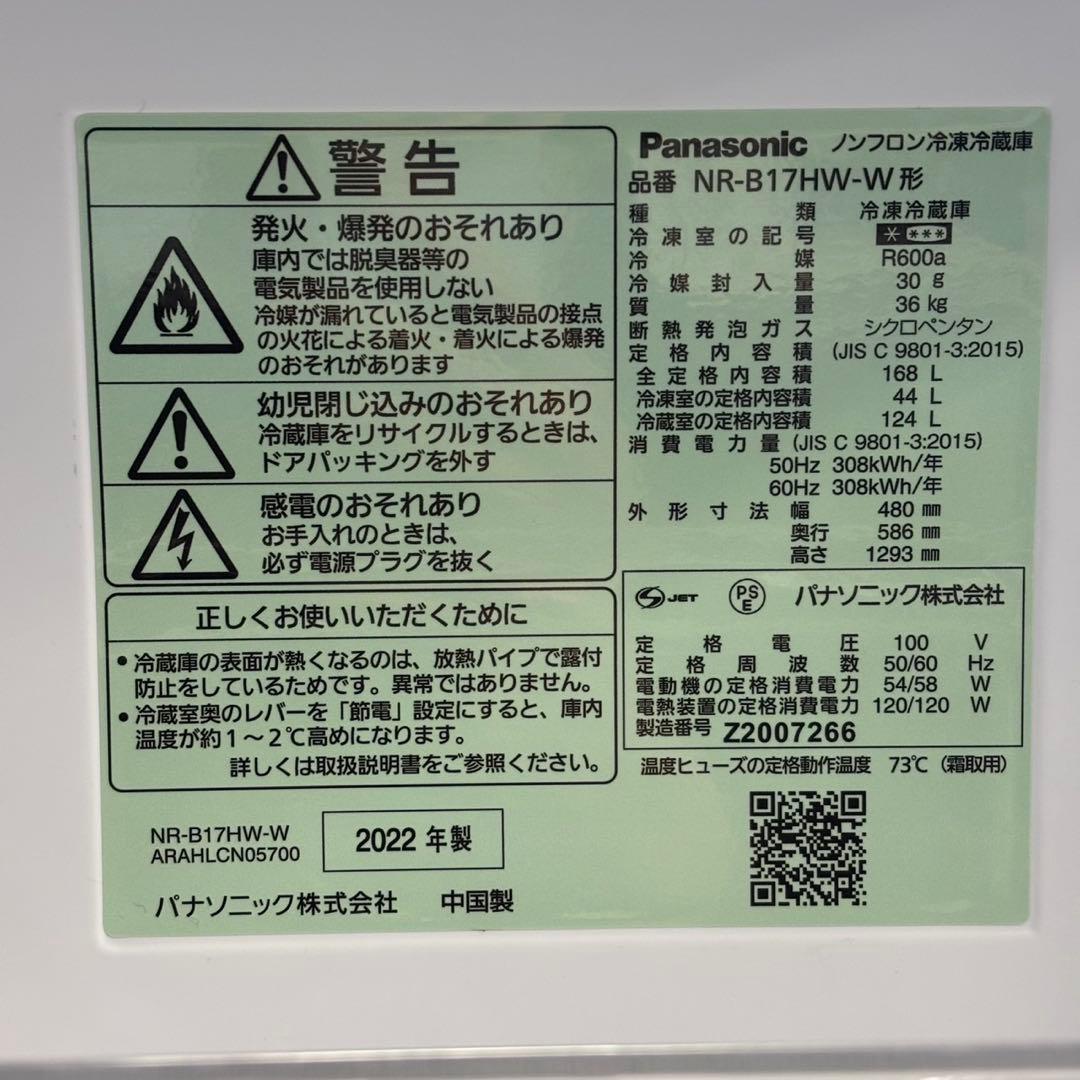 警告
発火・爆発のおそれあり
庫内では脱臭器等の
電気製品を使用しない
冷媒が漏れていると電気製品の接点
の火花による着火・着火による爆発
のおそれがあります
幼児閉じ込みのおそれあり
冷蔵庫をリサイクルするときは、
ドアパッキングを外す
感電のおそれあり
お手入れのときは、
必ず電源プラグを抜く
正しくお使いいただくために
●冷蔵庫の表面が熱くなるのは、放熱パイプで露付
防止をしているためです。異常ではありません。
●冷蔵室奥のレバーを「節電」設定にすると、庫内
温度が約1～2℃高めになります。
詳しくは取扱説明書をご参照ください。
NR-B17HW-W
ARAHLCN05700
2022年製
パナソニック株式会社 中国製
Panasonic ノンフロン冷凍冷蔵庫
品番 NR-B17HW-W形
種類 冷凍冷蔵庫
冷凍室の記号 * ***
冷媒 R600a
冷媒封入量 30 g
質量 36 kg
断熱発泡ガス シクロペンタン
定格内容積 (JIS C 9801-3:2015)
全定格内容積 168 L
冷凍室の定格内容積 44 L
冷蔵室の定格内容積 124 L
消費電力量 (JIS C 9801-3:2015)
50Hz 308kWh/年
60Hz 308kWh/年
外形寸法 幅 480 mm
奥行 586 mm
高さ 1293 mm
S JET PS E パナソニック株式会社
定格電圧 100 V
定格周波数 50/60 Hz
電動機の定格消費電力 54/58 W
電熱装置の定格消費電力 120/120 W
製造番号 Z2007266
温度ヒューズの定格動作温度 73℃（霜取用）